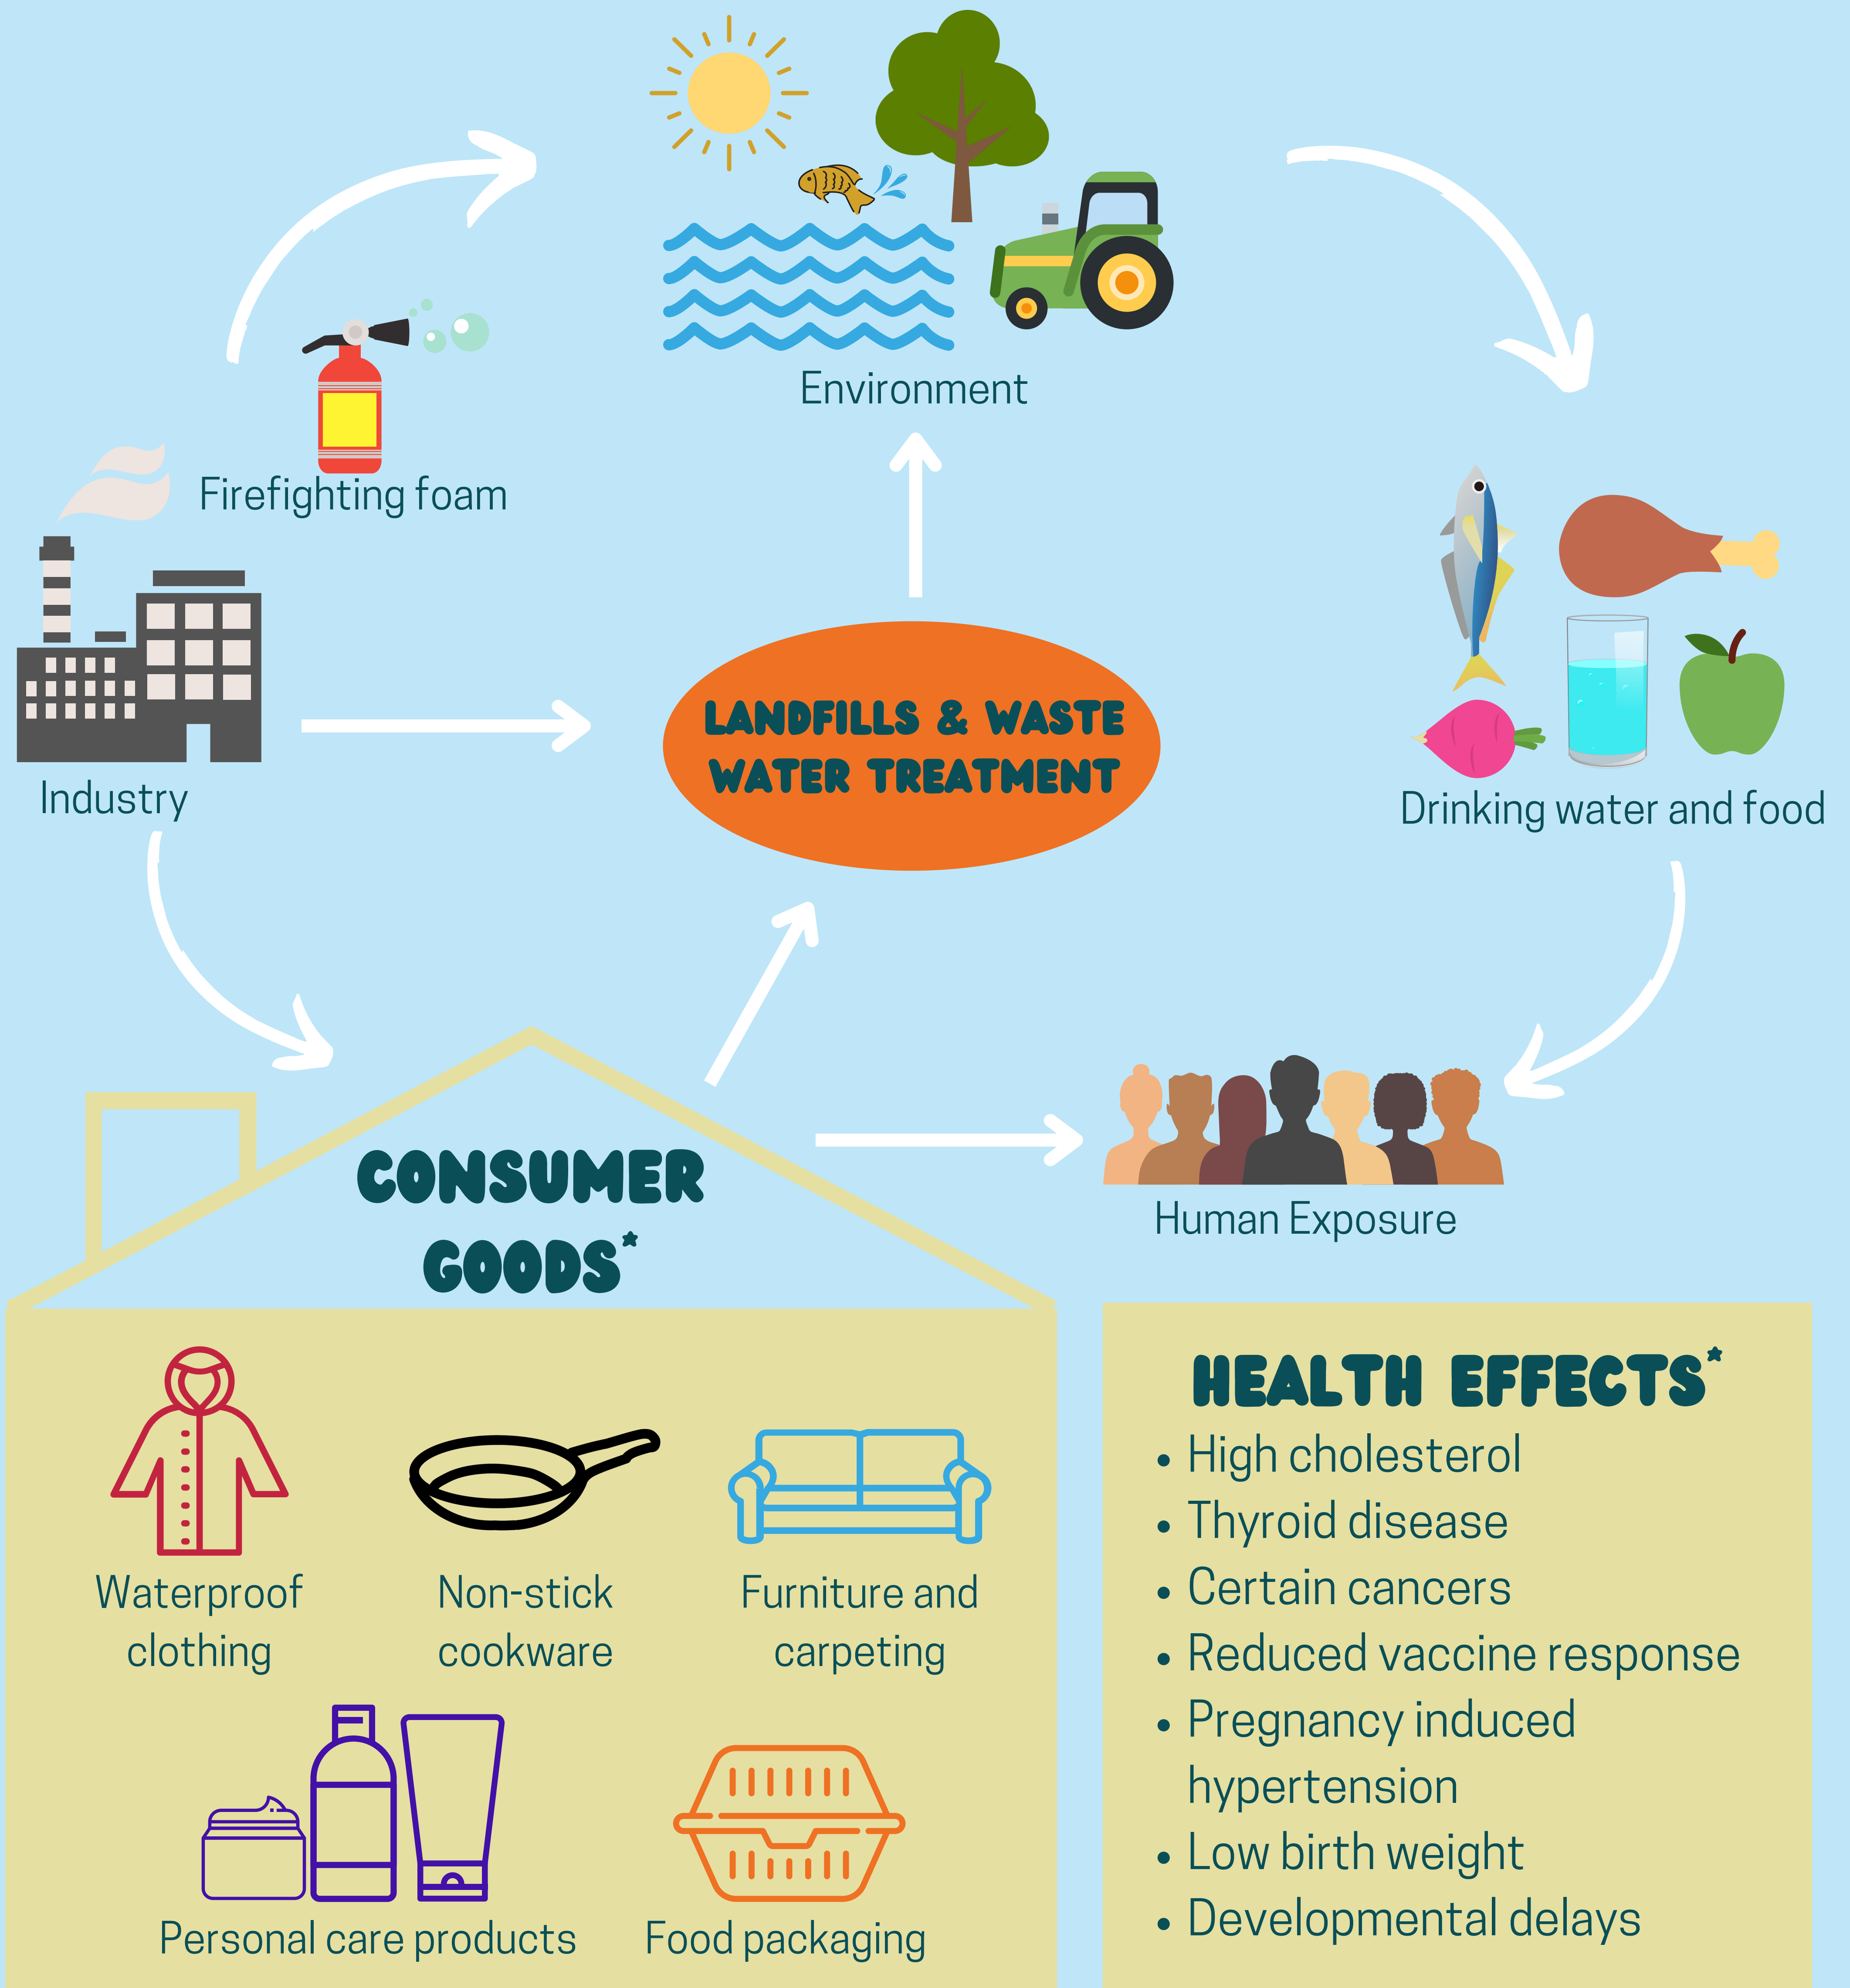 Environment
Firefighting foam
Industry
LANDFILLS & WASTE
WATER TREATMENT
Drinking water and food
Human Exposure
CONSUMER
GOODS*
Waterproof
clothing
Non-stick
cookware
Furniture and
carpeting
Personal care products
Food packaging
HEALTH EFFECTS*
• High cholesterol
• Thyroid disease
• Certain cancers
• Reduced vaccine response
• Pregnancy induced
hypertension
• Low birth weight
• Developmental delays